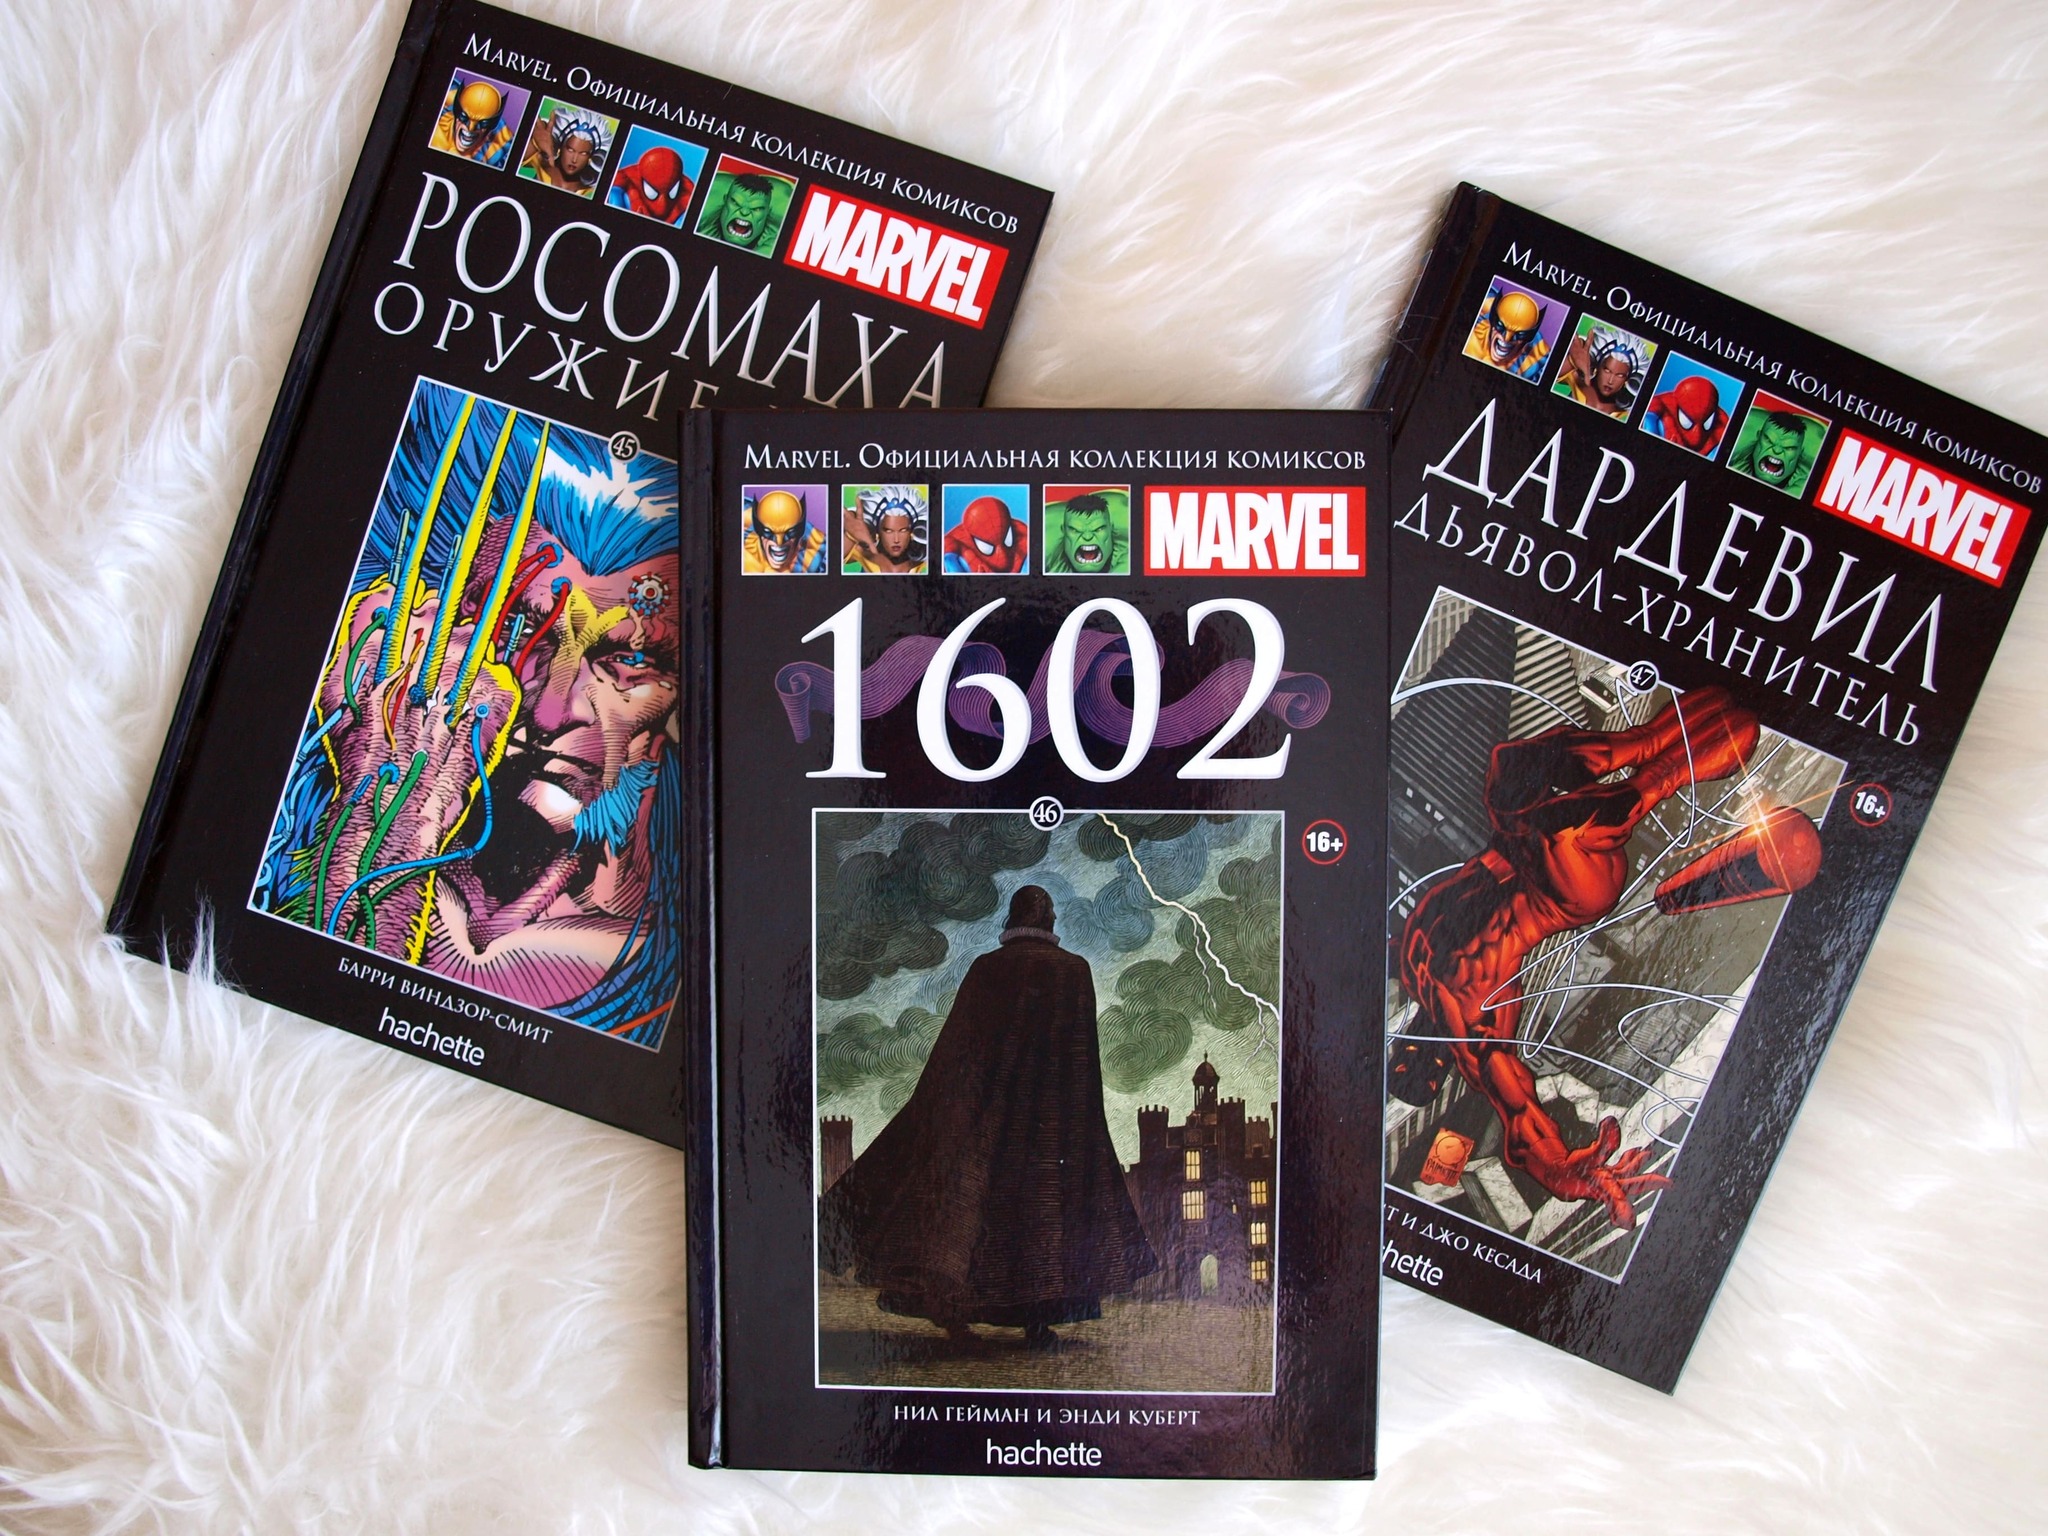 MARVEL. ОФИЦИАЛЬНАЯ КОЛЛЕКЦИЯ КОМИКСОВ
MARVEL
РОСОМАХА
ОРУЖИЕ
45
БАРРИ ВИНДЗОР-СМИТ
hachette
MARVEL. ОФИЦИАЛЬНАЯ КОЛЛЕКЦИЯ КОМИКСОВ
MARVEL
1602
46
16+
НИЛ ГЕЙМАН И ЭНДИ КУБЕРТ
hachette
MARVEL. ОФИЦИАЛЬНАЯ КОЛЛЕКЦИЯ КОМИКСОВ
MARVEL
ДАРДЕВИЛ
ДЬЯВОЛ-ХРАНИТЕЛЬ
47
16+
И ДЖО КЕСАДА